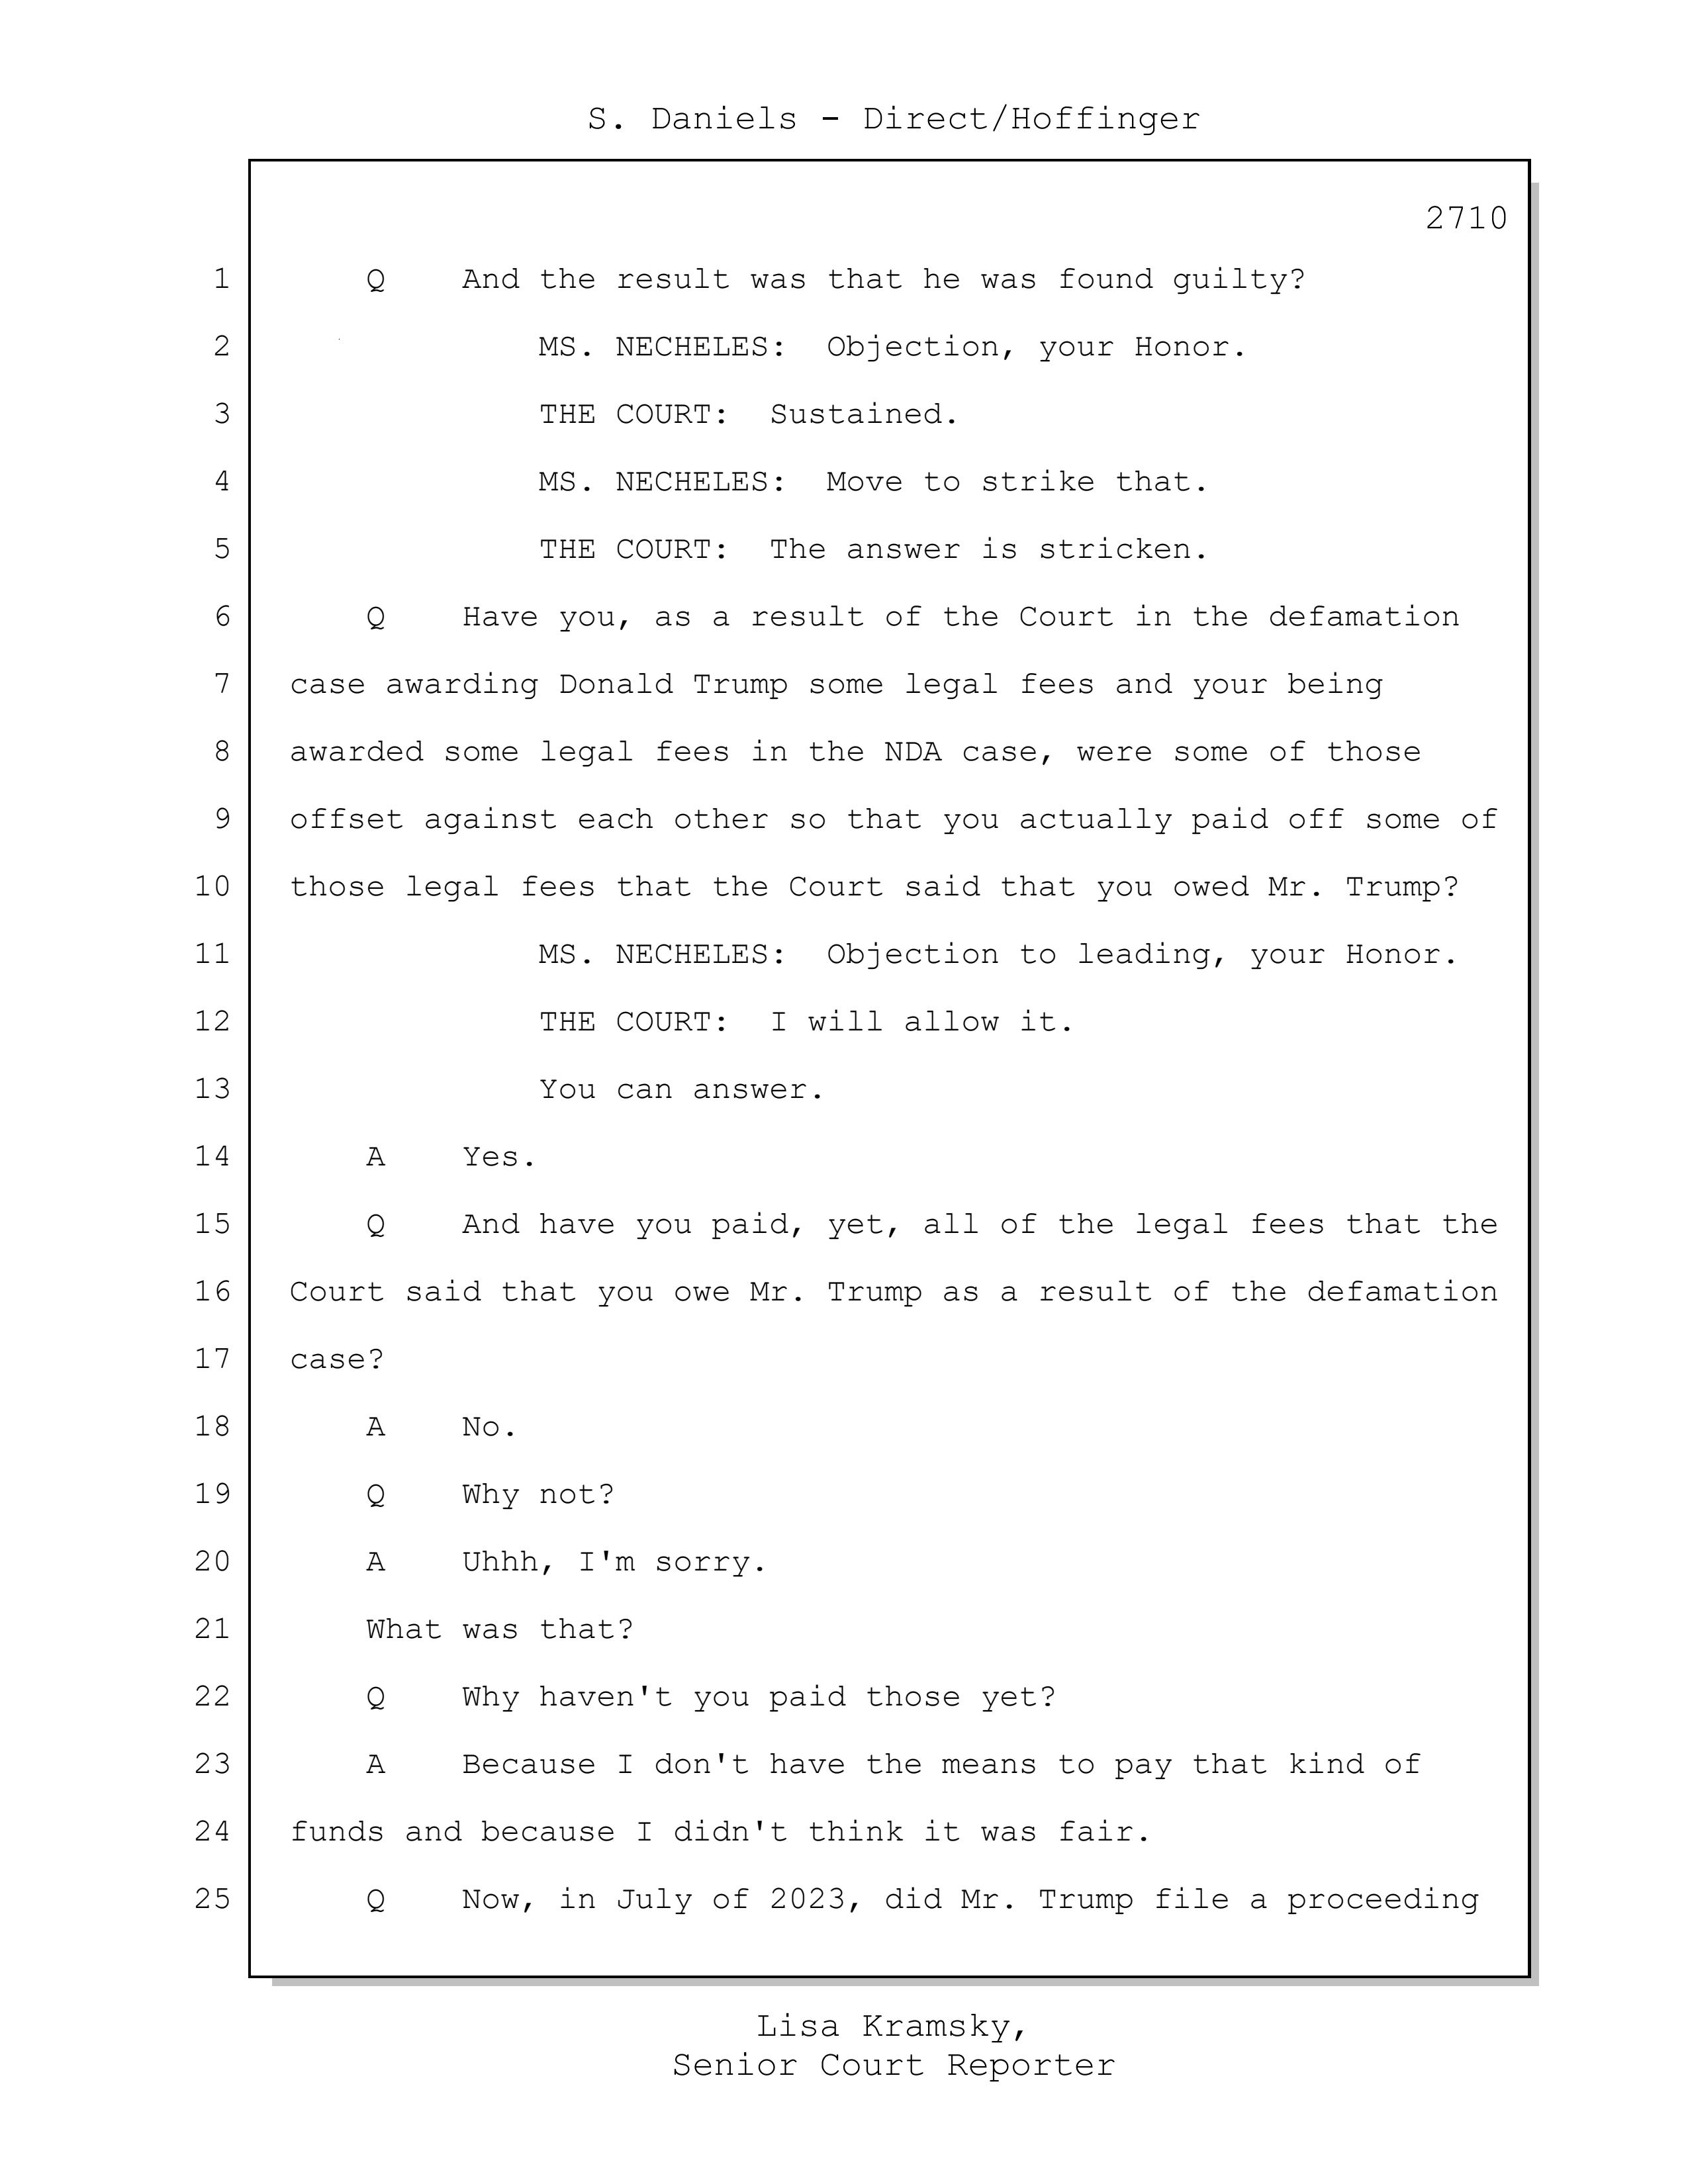 S. Daniels - Direct/Hoffinger
2710
1 Q And the result was that he was found guilty?
2 MS. NECHELES: Objection, your Honor.
3 THE COURT: Sustained.
4 MS. NECHELES: Move to strike that.
5 THE COURT: The answer is stricken.
6 Q Have you, as a result of the Court in the defamation
7 case awarding Donald Trump some legal fees and your being
8 awarded some legal fees in the NDA case, were some of those
9 offset against each other so that you actually paid off some of
10 those legal fees that the Court said that you owed Mr. Trump?
11 MS. NECHELES: Objection to leading, your Honor.
12 THE COURT: I will allow it.
13 You can answer.
14 A Yes.
15 Q And have you paid, yet, all of the legal fees that the
16 Court said that you owe Mr. Trump as a result of the defamation
17 case?
18 A No.
19 Q Why not?
20 A Uhhh, I'm sorry.
21 What was that?
22 Q Why haven't you paid those yet?
23 A Because I don't have the means to pay that kind of
24 funds and because I didn't think it was fair.
25 Q Now, in July of 2023, did Mr. Trump file a proceeding
Lisa Kramsky,
Senior Court Reporter